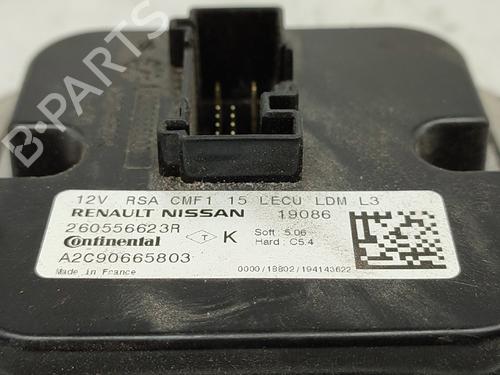 B-PARTS
12V RSA CMF1 15 LECU LDM L3
RENAULT NISSAN 19086
260556623R
Continental T K Soft : 5.06
Hard : C5.4
A2C90665803
Made in France 0000/18802/194143622